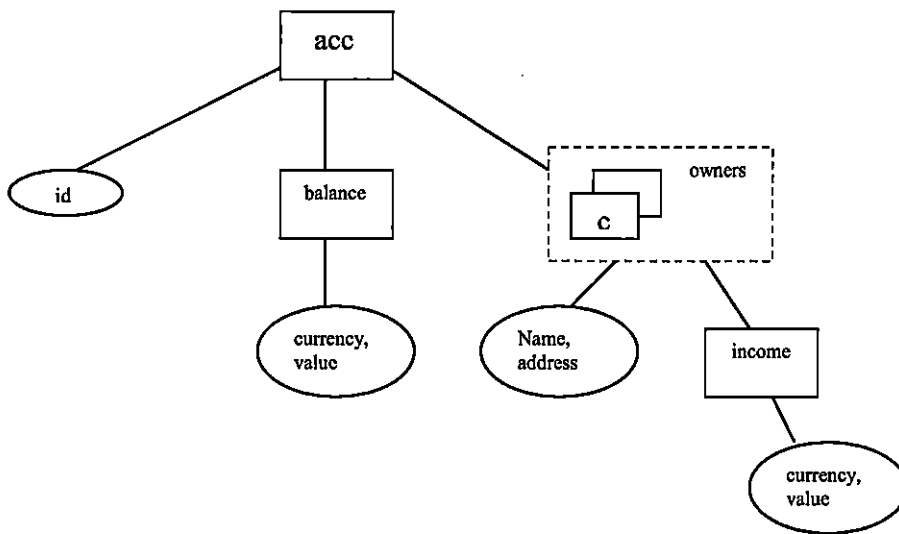 acc
id
balance
owners
c
currency,
value
Name,
address
income
currency,
value